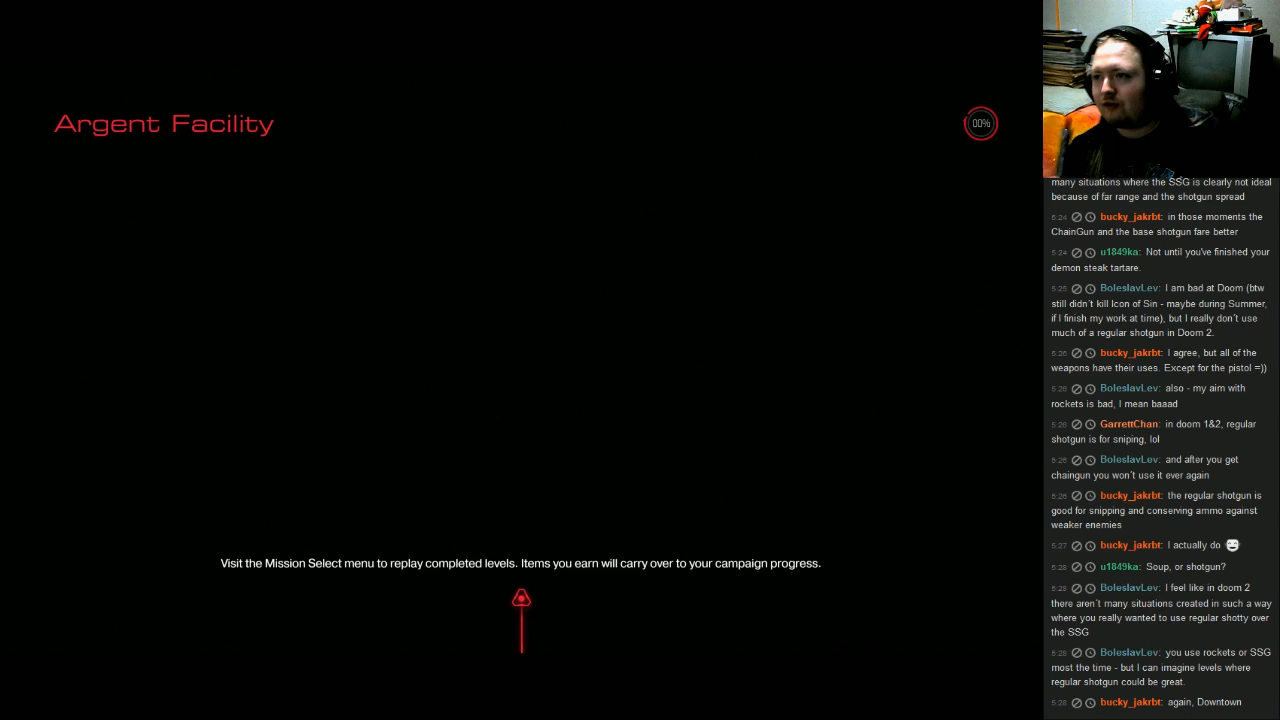 Argent Facility
00%
Visit the Mission Select menu to replay completed levels. Items you earn will carry over to your campaign progress.
many situations where the SSG is clearly not ideal
because of far range and the shotgun spread
5:24 bucky_jakrbt: in those moments the
ChainGun and the base shotgun fare better
5:24 u1849ka: Not until you've finished your
demon steak tartare.
5:25 BoleslavLev: I am bad at Doom (btw
still didn´t kill Icon of Sin - maybe during Summer,
if I finish my work at time), but I really don´t use
much of a regular shotgun in Doom 2.
5:26 bucky_jakrbt: I agree, but all of the
weapons have their uses. Except for the pistol =))
5:26 BoleslavLev: also - my aim with
rockets is bad, I mean baaad
5:26 GarrettChan: in doom 1&2, regular
shotgun is for sniping, lol
5:26 BoleslavLev: and after you get
chaingun you won´t use it ever again
5:26 bucky_jakrbt: the regular shotgun is
good for snipping and conserving ammo against
weaker enemies
5:27 bucky_jakrbt: I actually do
5:28 u1849ka: Soup, or shotgun?
5:28 BoleslavLev: I feel like in doom 2
there aren´t many situations created in such a way
where you really wanted to use regular shotty over
the SSG
5:28 BoleslavLev: you use rockets or SSG
most the time - but I can imagine levels where
regular shotgun could be great.
5:28 bucky_jakrbt: again, Downtown